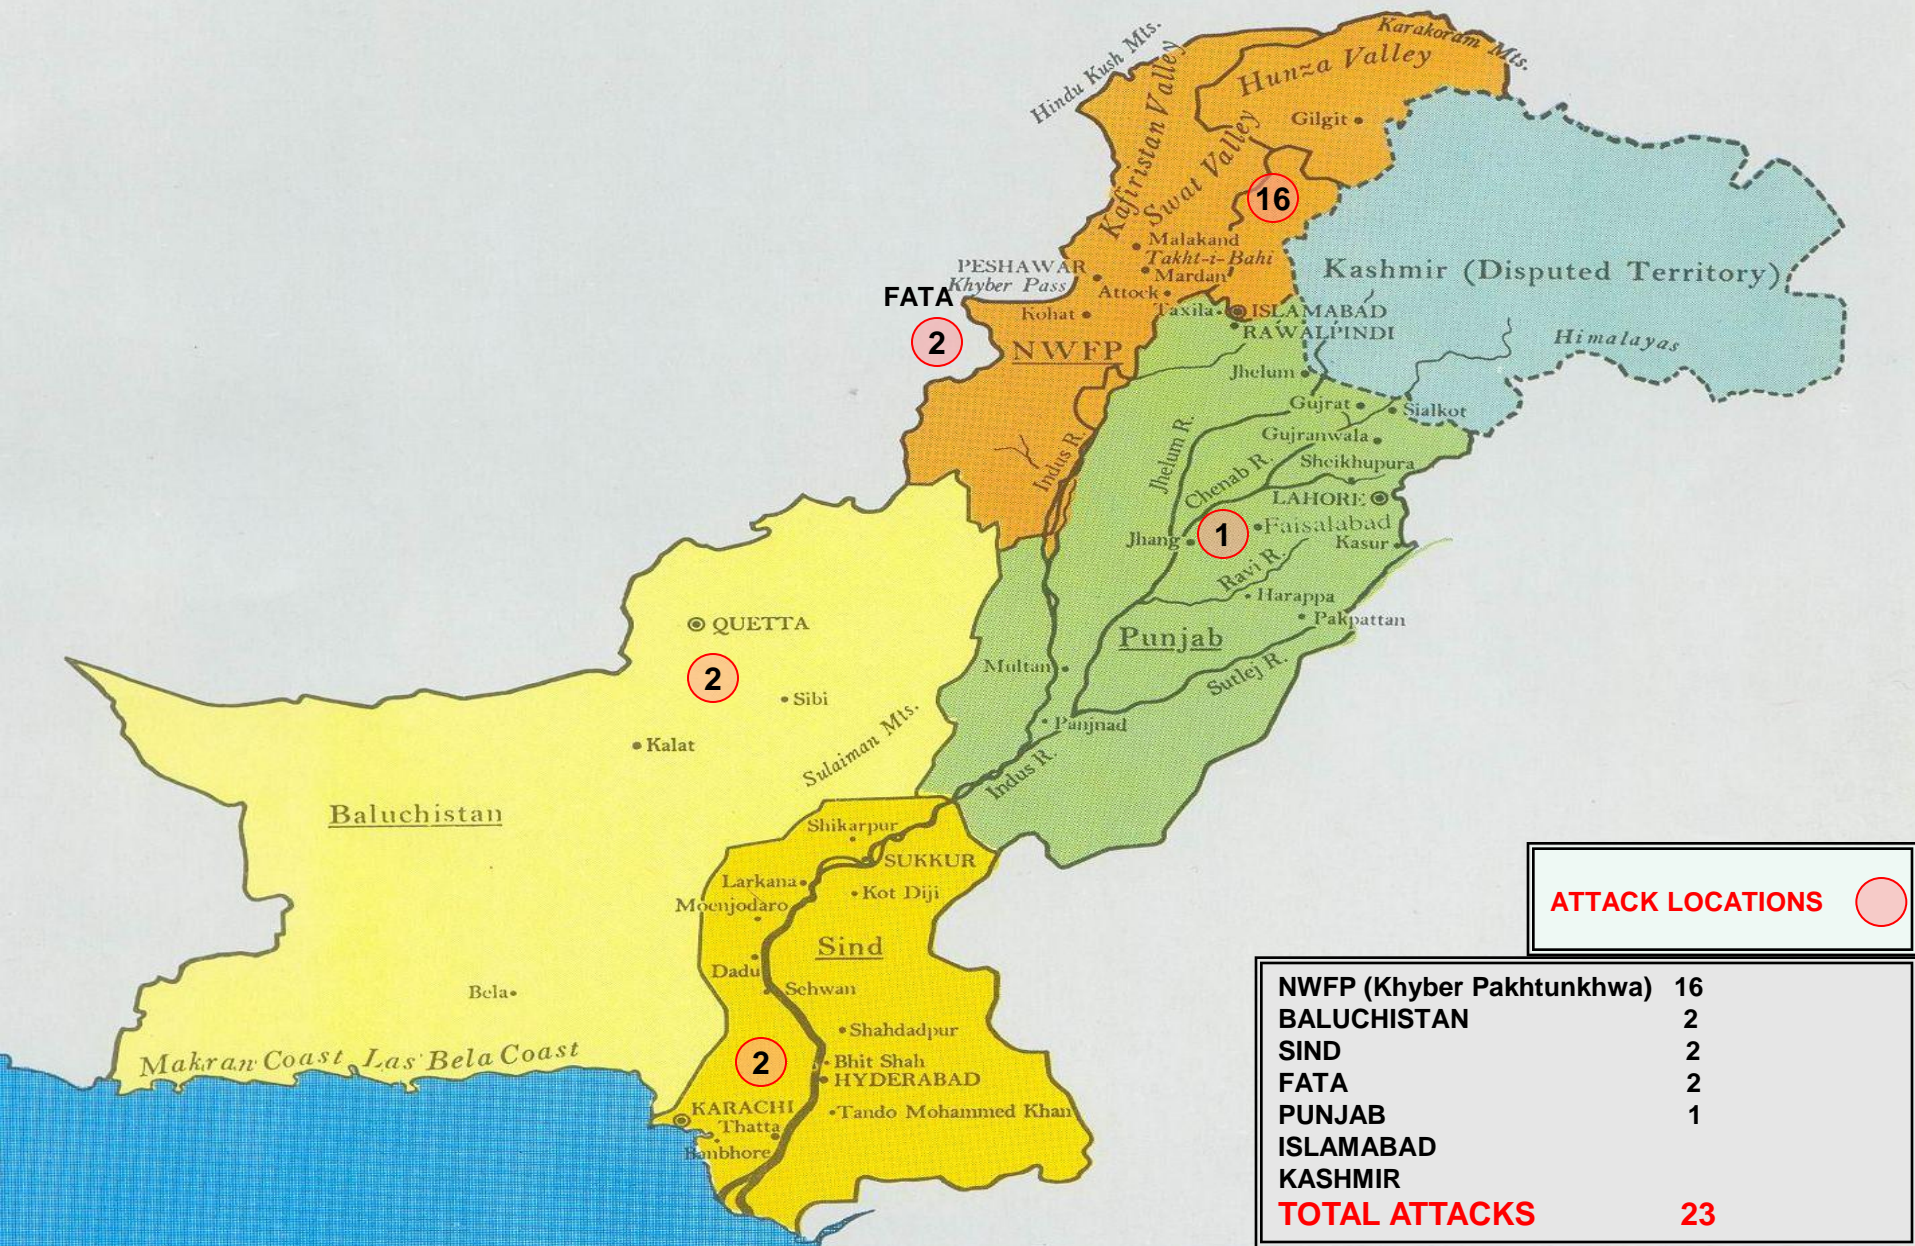 Hindu Kush Mts.
Karakoram Mts.
Hunza Valley
Gilgit
Kafiristan Valley
Swat Valley
16
Malakand
Takht-i-Bahi
Mardan
PESHAWAR
Khyber Pass
Attock
FATA
2
Kohat
NWFP
Taxila
ISLAMABAD
RAWALPINDI
Kashmir (Disputed Territory)
Himalayas
Jhelum
Gujrat
Sialkot
Gujranwala
Sheikhupura
LAHORE
Jhelum R.
Chenab R.
Indus R.
Jhang
1
Faisalabad
Kasur
Ravi R.
Harappa
Pakpattan
Punjab
Multan
Sutlej R.
Panjnad
Indus R.
QUETTA
2
Sibi
Kalat
Sulaiman Mts.
Baluchistan
Shikarpur
SUKKUR
Larkana
Kot Diji
Moenjodaro
Sind
Dadu
Sehwan
Bela
Shahdadpur
Makran Coast Las Bela Coast
2
Bhit Shah
HYDERABAD
KARACHI
Tando Mohammed Khan
Thatta
Banbhore
ATTACK LOCATIONS
NWFP (Khyber Pakhtunkhwa) 16
BALUCHISTAN 2
SIND 2
FATA 2
PUNJAB 1
ISLAMABAD
KASHMIR
TOTAL ATTACKS 23